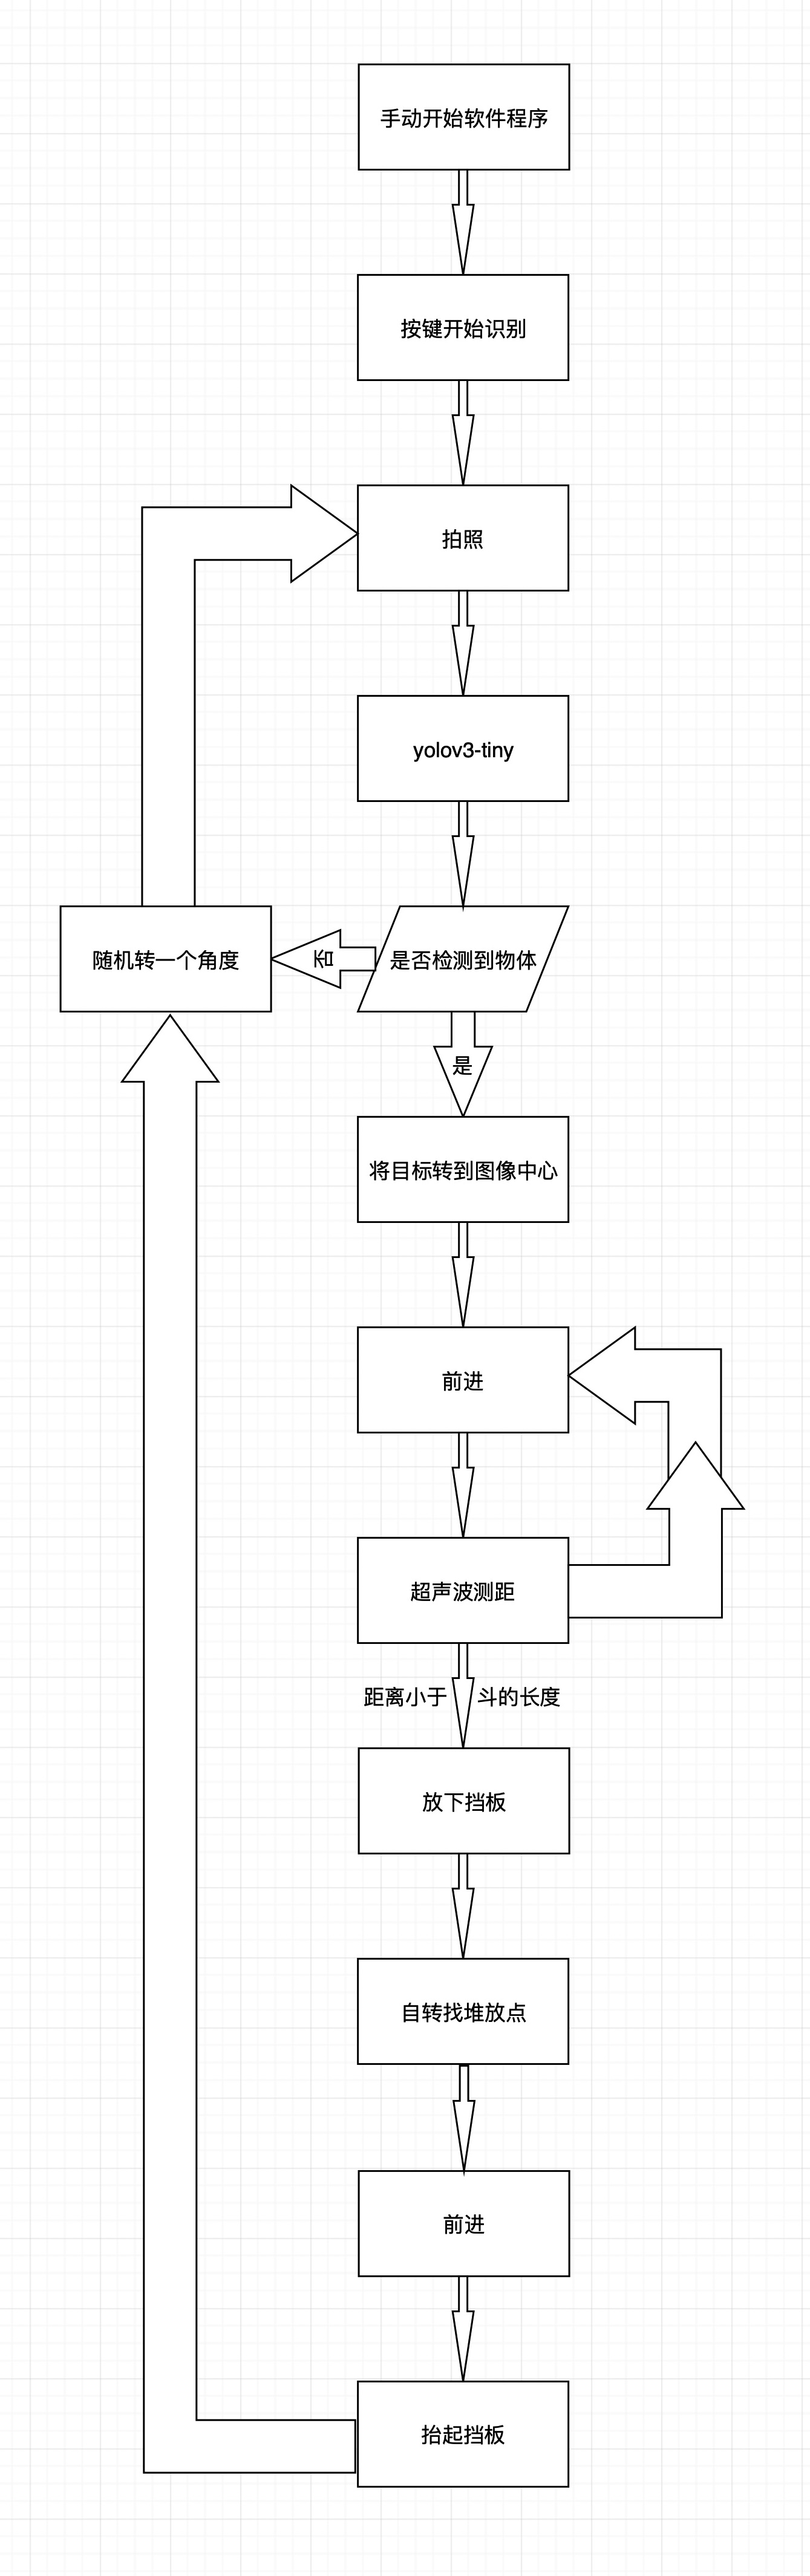 手动开始软件程序
按键开始识别
拍照
yolov3-tiny
随机转一个角度
否
是否检测到物体
是
将目标转到图像中心
前进
超声波测距
距离小于 斗的长度
放下挡板
自转找堆放点
前进
抬起挡板